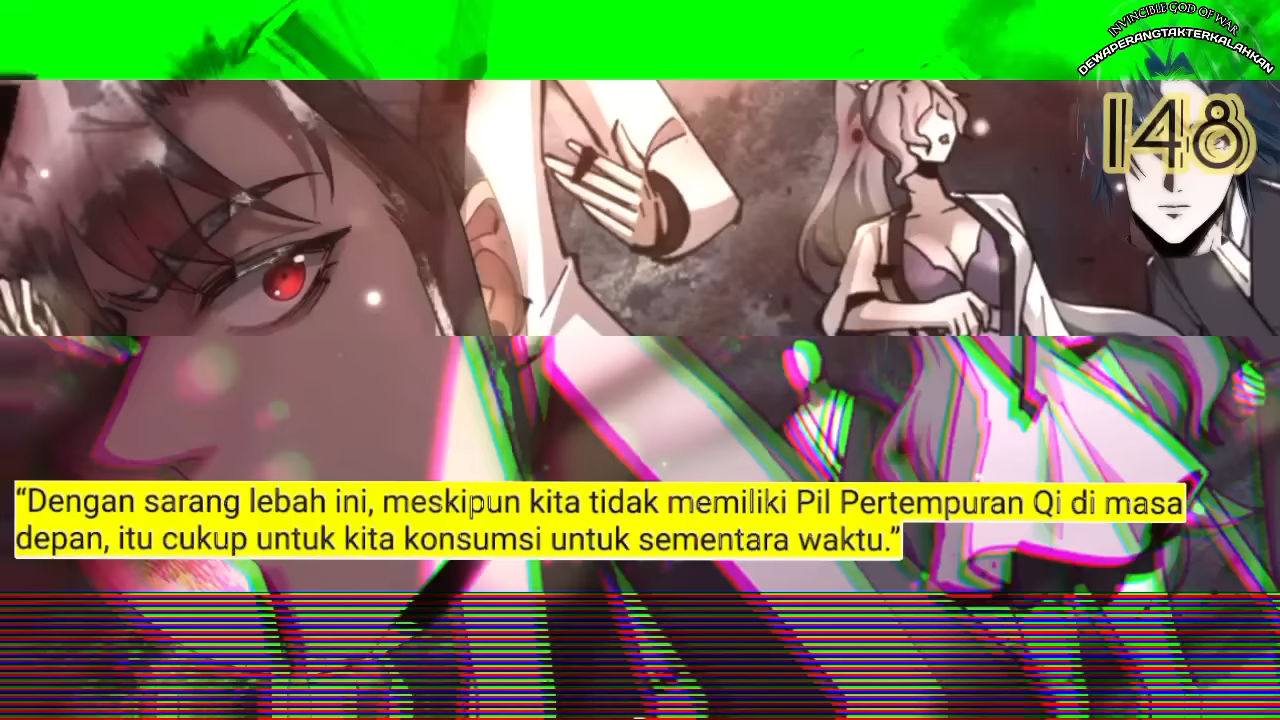 INVINCIBLE GOD OF WAR
DEWAPERANGTAKTERKALAHKAN
148
“Dengan sarang lebah ini, meskipun kita tidak memiliki Pil Pertempuran Qi di masa
depan, itu cukup untuk kita konsumsi untuk sementara waktu.”